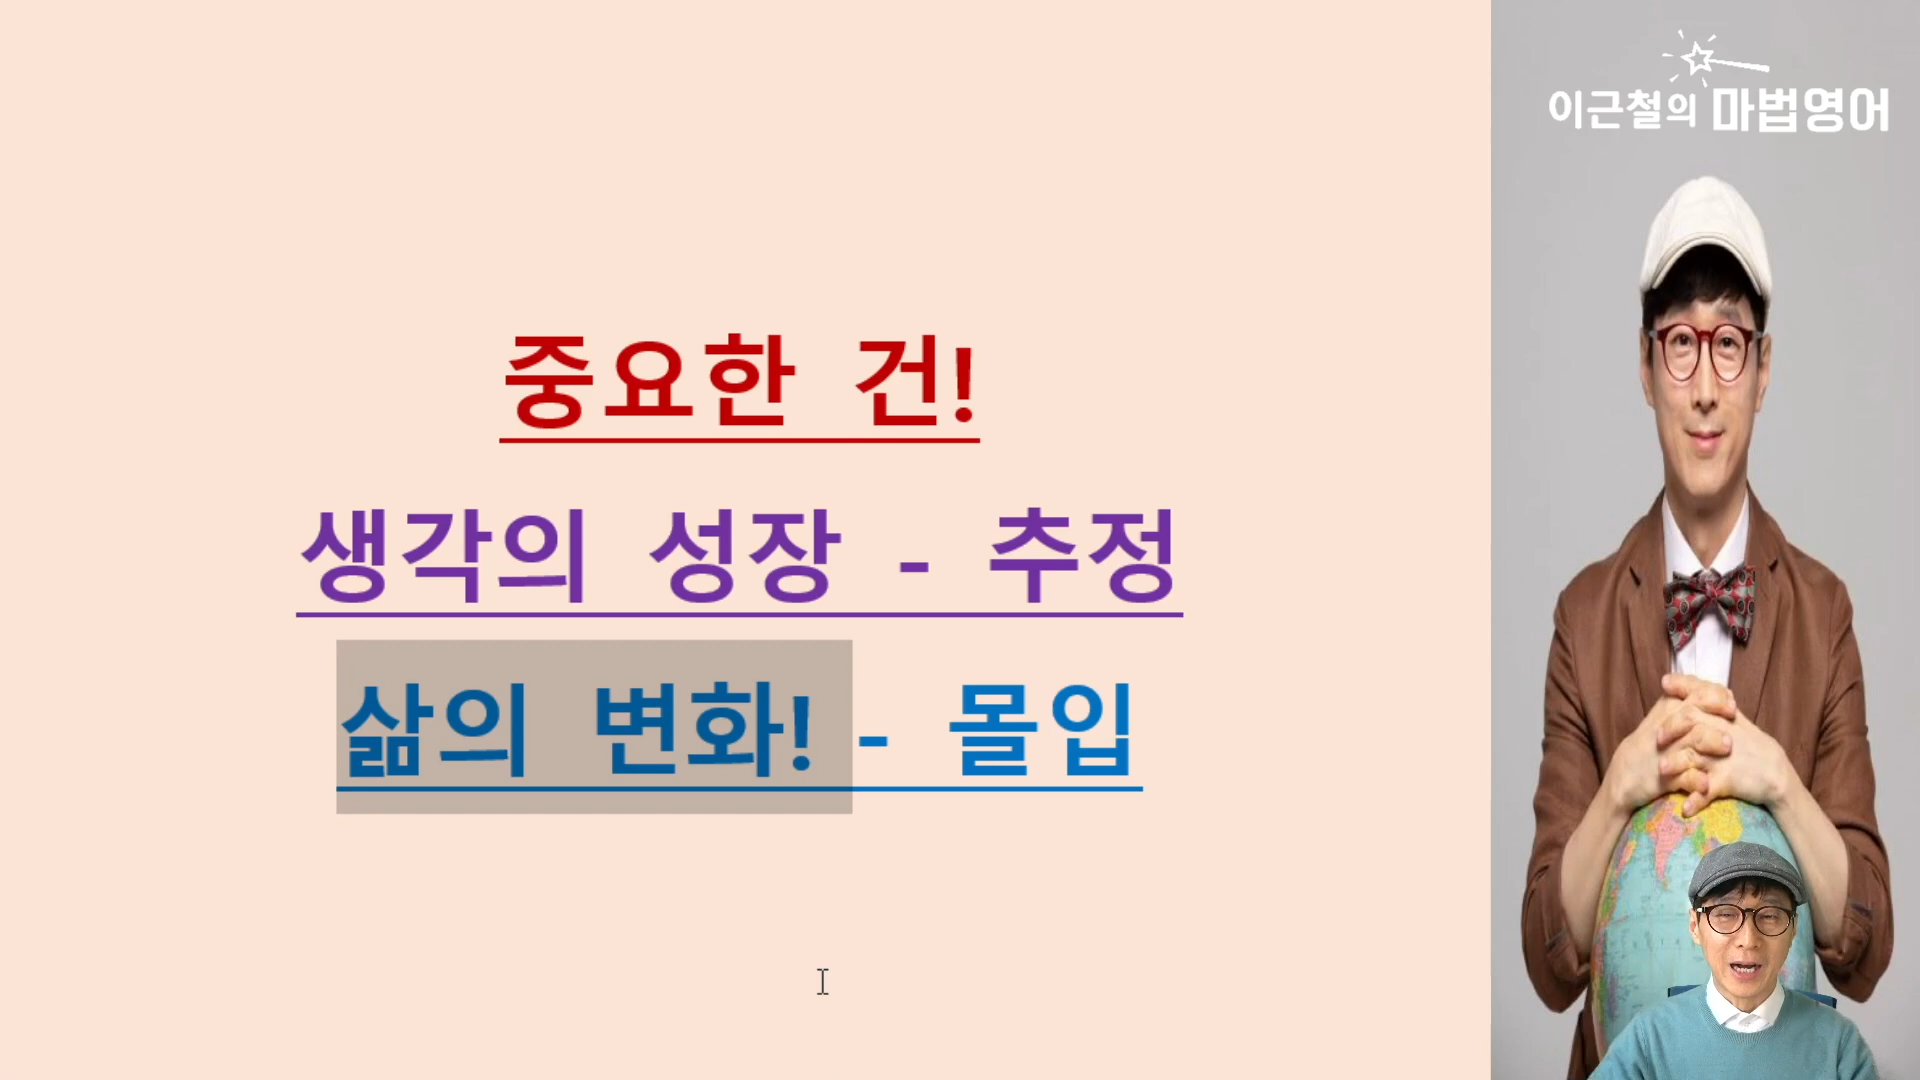 이근철의 마법영어
중요한 건!
생각의 성장 - 추정
삶의 변화! - 몰입